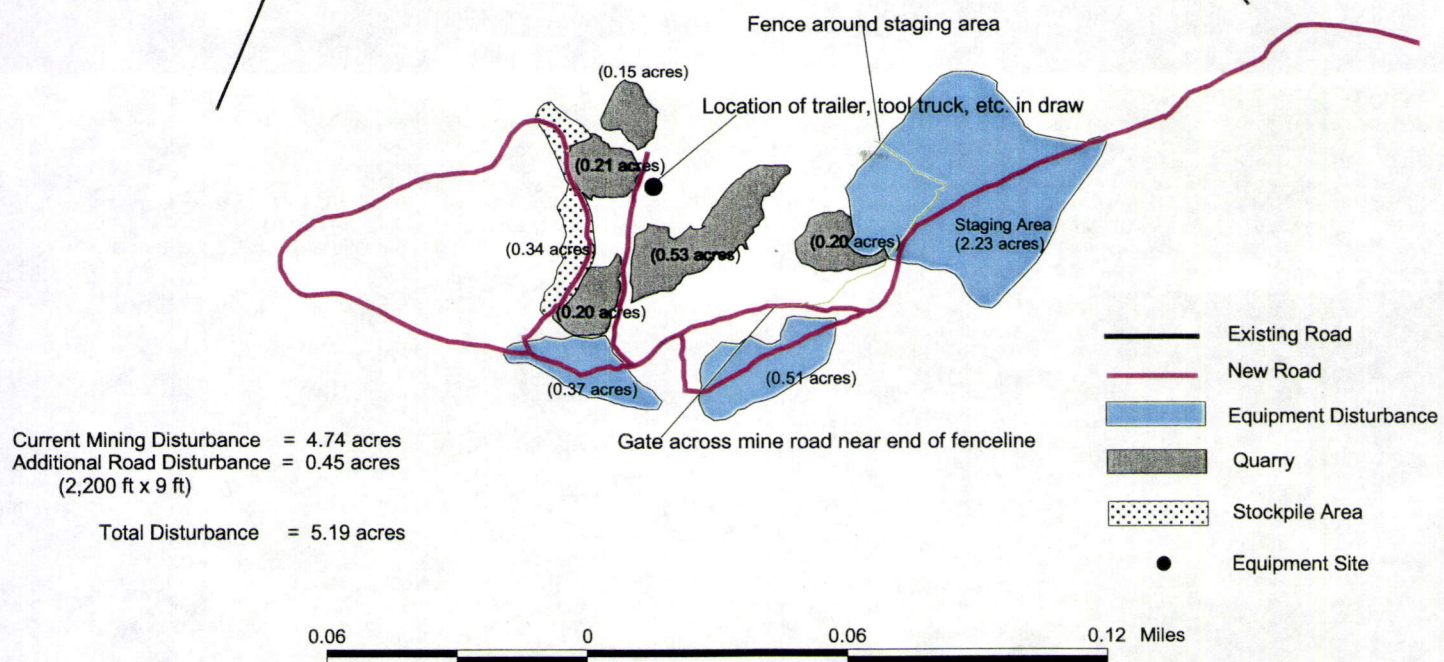 Fence around staging area
(0.15 acres)
Location of trailer, tool truck, etc. in draw
(0.21 acres)
Staging Area
(2.23 acres)
(0.34 acres)
(0.53 acres)
(0.20 acres)
(0.20 acres)
(0.37 acres)
(0.51 acres)
Gate across mine road near end of fenceline
Existing Road
New Road
Equipment Disturbance
Quarry
Stockpile Area
Equipment Site
Current Mining Disturbance = 4.74 acres
Additional Road Disturbance = 0.45 acres
(2,200 ft x 9 ft)
Total Disturbance = 5.19 acres
0.06 0 0.06 0.12 Miles